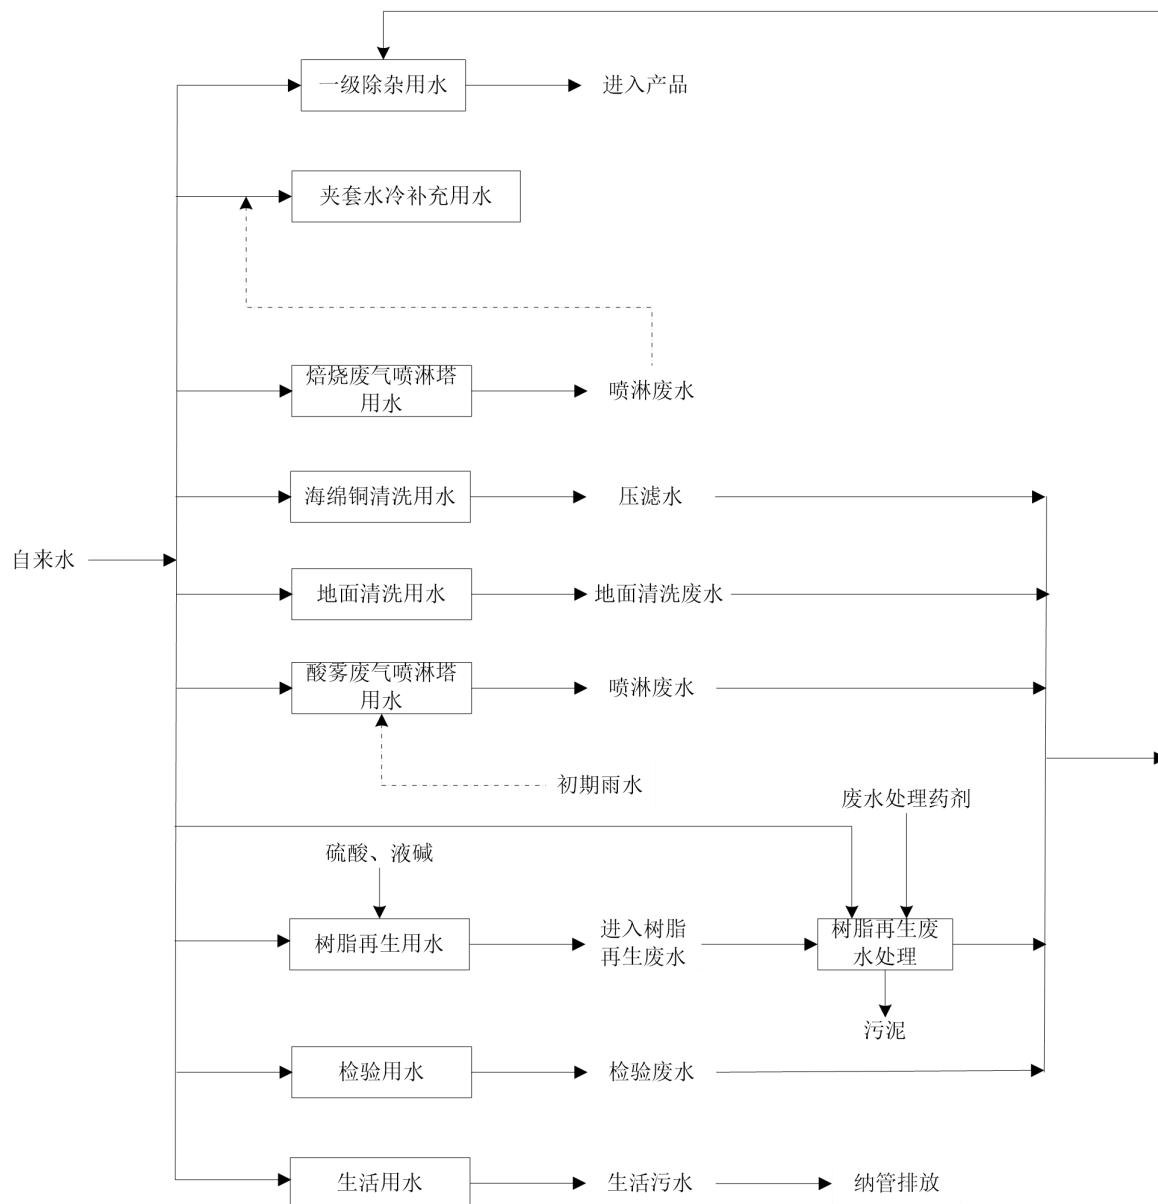 一级除杂用水
进入产品
夹套水冷补充用水
焙烧废气喷淋塔
用水
喷淋废水
海绵铜清洗用水
压滤水
自来水
地面清洗用水
地面清洗废水
酸雾废气喷淋塔
用水
喷淋废水
初期雨水
废水处理药剂
硫酸、液碱
树脂再生用水
进入树脂
再生废水
树脂再生废
水处理
污泥
检验用水
检验废水
生活用水
生活污水
纳管排放